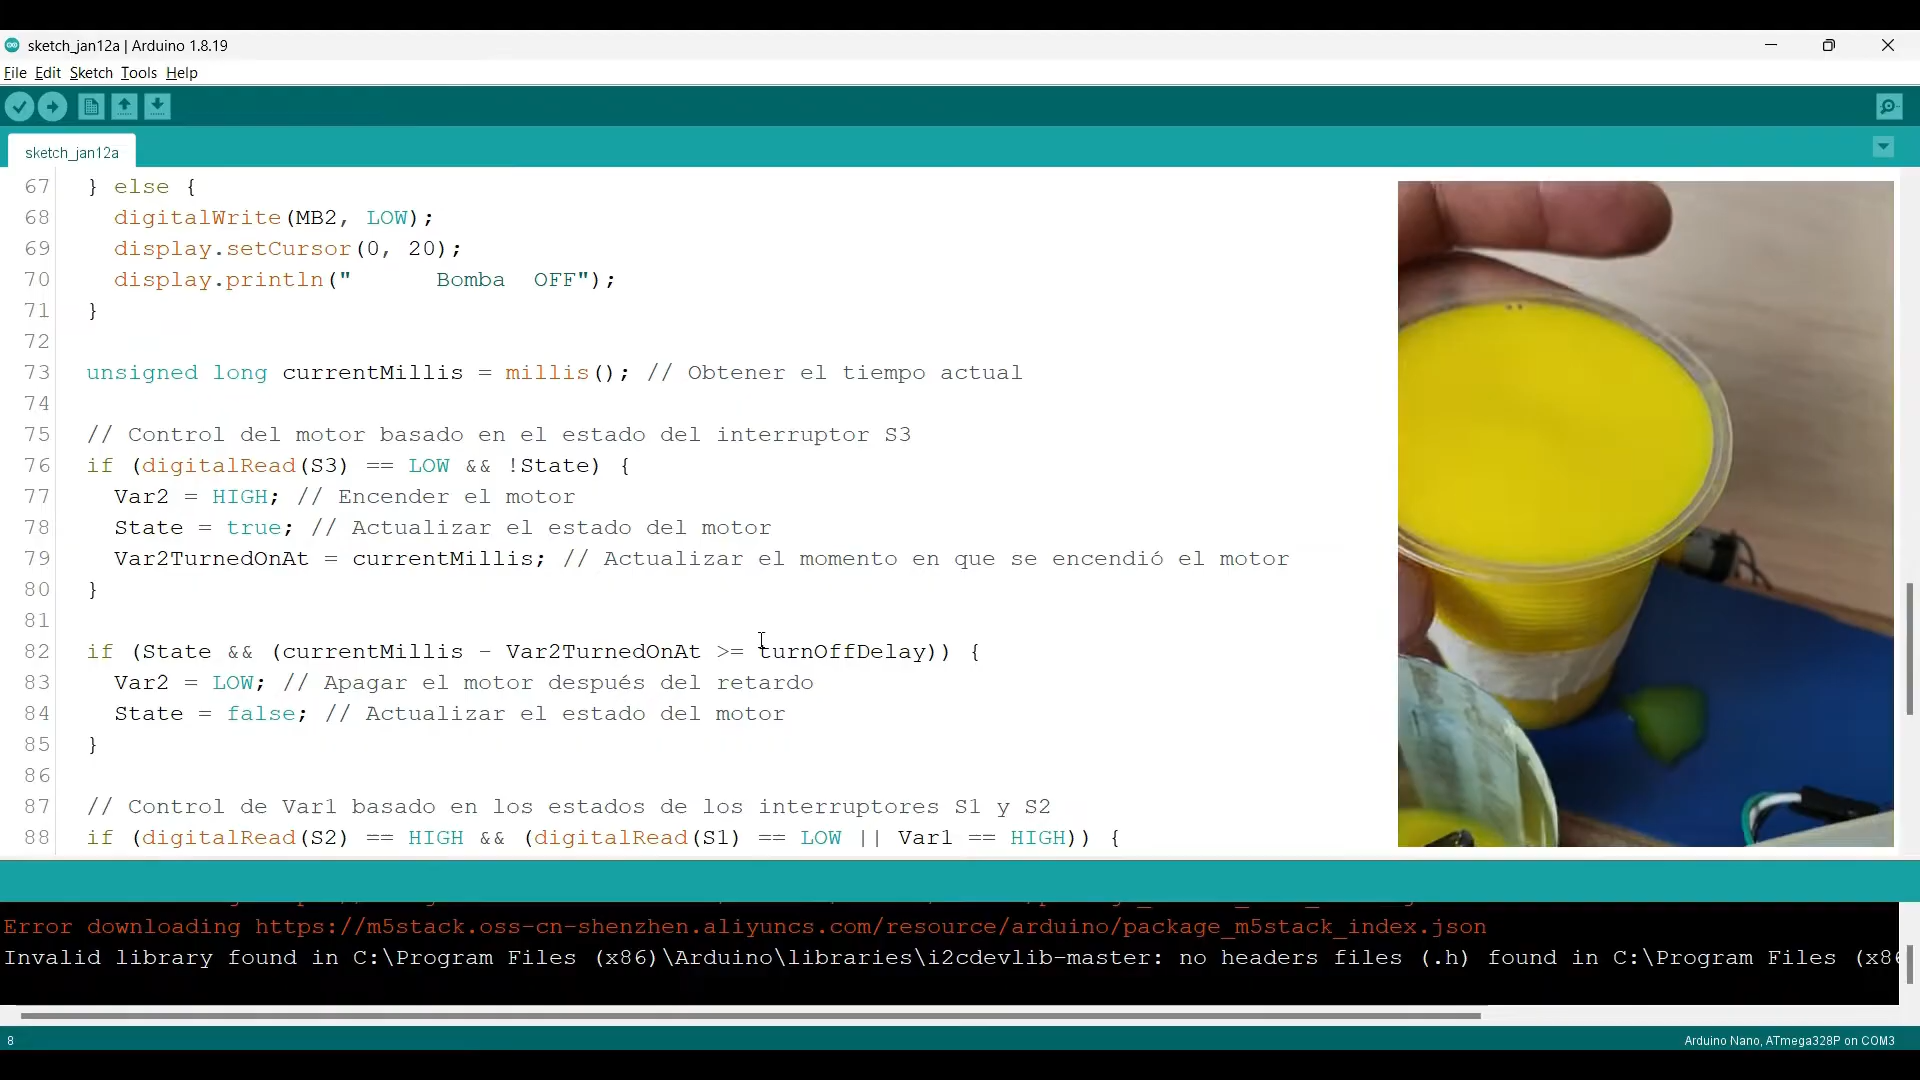 sketch_jan12a | Arduino 1.8.19
File Edit Sketch Tools Help
sketch_jan12a
67 } else {
68 digitalWrite(MB2, LOW);
69 display.setCursor(0, 20);
70 display.println("      Bomba  OFF");
71 }
72
73 unsigned long currentMillis = millis(); // Obtener el tiempo actual
74
75 // Control del motor basado en el estado del interruptor S3
76 if (digitalRead(S3) == LOW && !State) {
77 Var2 = HIGH; // Encender el motor
78 State = true; // Actualizar el estado del motor
79 Var2TurnedOnAt = currentMillis; // Actualizar el momento en que se encendió el motor
80 }
81
82 if (State && (currentMillis - Var2TurnedOnAt >= turnOffDelay)) {
83 Var2 = LOW; // Apagar el motor después del retardo
84 State = false; // Actualizar el estado del motor
85 }
86
87 // Control de Var1 basado en los estados de los interruptores S1 y S2
88 if (digitalRead(S2) == HIGH && (digitalRead(S1) == LOW || Var1 == HIGH)) {
Error downloading https://m5stack.oss-cn-shenzhen.aliyuncs.com/resource/arduino/package_m5stack_index.json
Invalid library found in C:\Program Files (x86)\Arduino\libraries\i2cdevlib-master: no headers files (.h) found in C:\Program Files (x86
8
Arduino Nano, ATmega328P on COM3